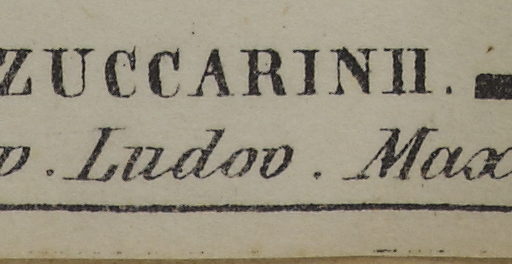 ZUCCARINII. —
v. Ludov. Max